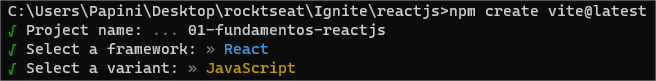 C:\Users\Papini\Desktop\rocktseat\Ignite\reactjs>npm create vite@latest
√ Project name: ... 01-fundamentos-reactjs
√ Select a framework: » React
√ Select a variant: » JavaScript